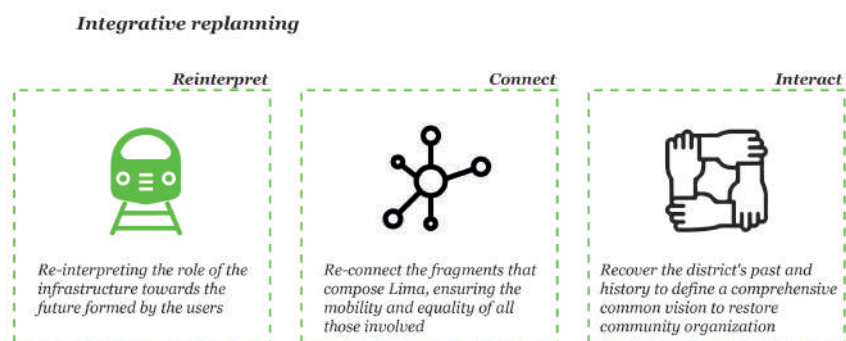 Integrative replanning
Reinterpret
Re-interpreting the role of the
infrastructure towards the
future formed by the users
Connect
Re-connect the fragments that
compose Lima, ensuring the
mobility and equality of all
those involved
Interact
Recover the district's past and
history to define a comprehensive
common vision to restore
community organization